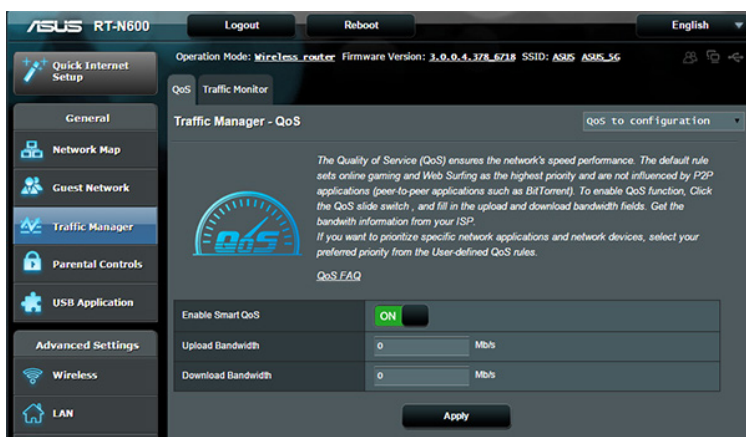 ASUS RT-N600
Logout
Reboot
English
Quick Internet
Setup
Operation Mode: Wireless router Firmware Version: 3.0.0.4.378_6718 SSID: ASUS ASUS_5G
QoS
Traffic Monitor
General
Network Map
Guest Network
Traffic Manager
Parental Controls
USB Application
Advanced Settings
Wireless
LAN
Traffic Manager - QoS
QoS to configuration
The Quality of Service (QoS) ensures the network's speed performance. The default rule
sets online gaming and Web Surfing as the highest priority and are not influenced by P2P
applications (peer-to-peer applications such as BitTorrent). To enable QoS function, Click
the QoS slide switch , and fill in the upload and download bandwidth fields. Get the
bandwith information from your ISP.
If you want to prioritize specific network applications and network devices, select your
preferred priority from the User-defined QoS rules.
QoS
QoS FAQ
Enable Smart QoS
ON
Upload Bandwidth
0
Mb/s
Download Bandwidth
0
Mb/s
Apply